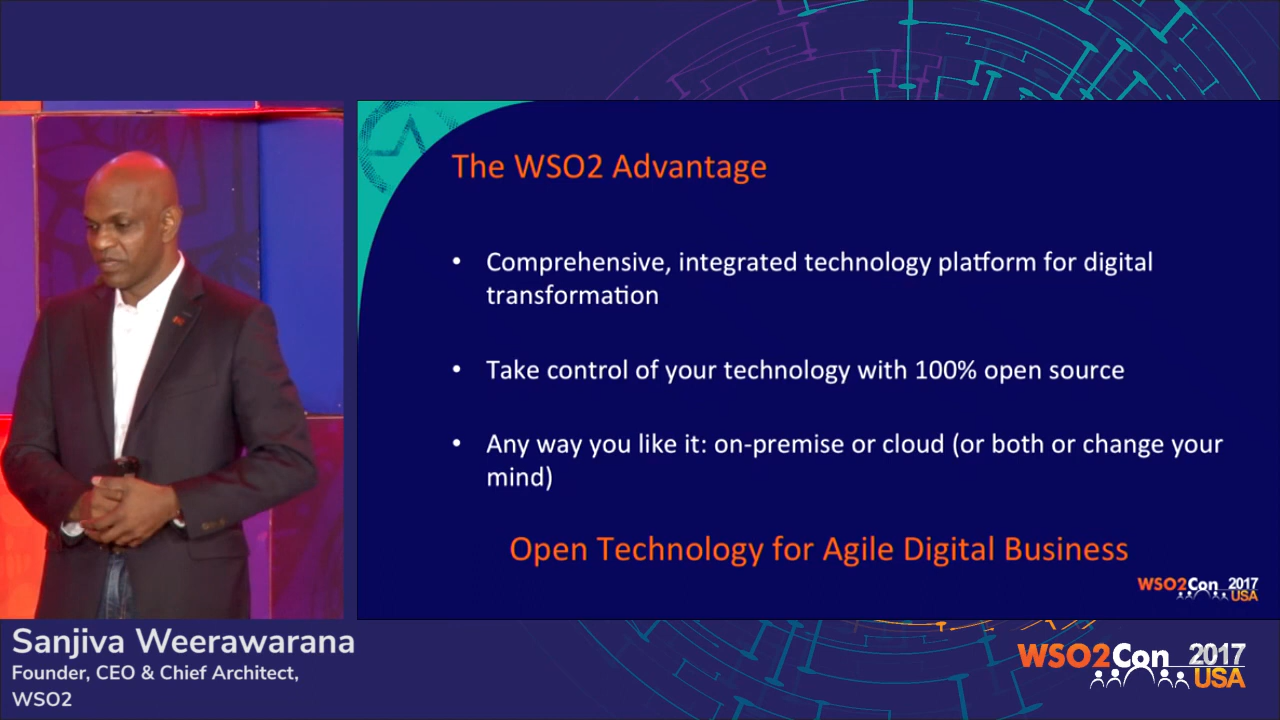 The WSO2 Advantage
• Comprehensive, integrated technology platform for digital
transformation
• Take control of your technology with 100% open source
• Any way you like it: on-premise or cloud (or both or change your
mind)
Open Technology for Agile Digital Business
WSO2Con 2017
USA
Sanjiva Weerawarana
Founder, CEO & Chief Architect,
WSO2
WSO2Con 2017
USA